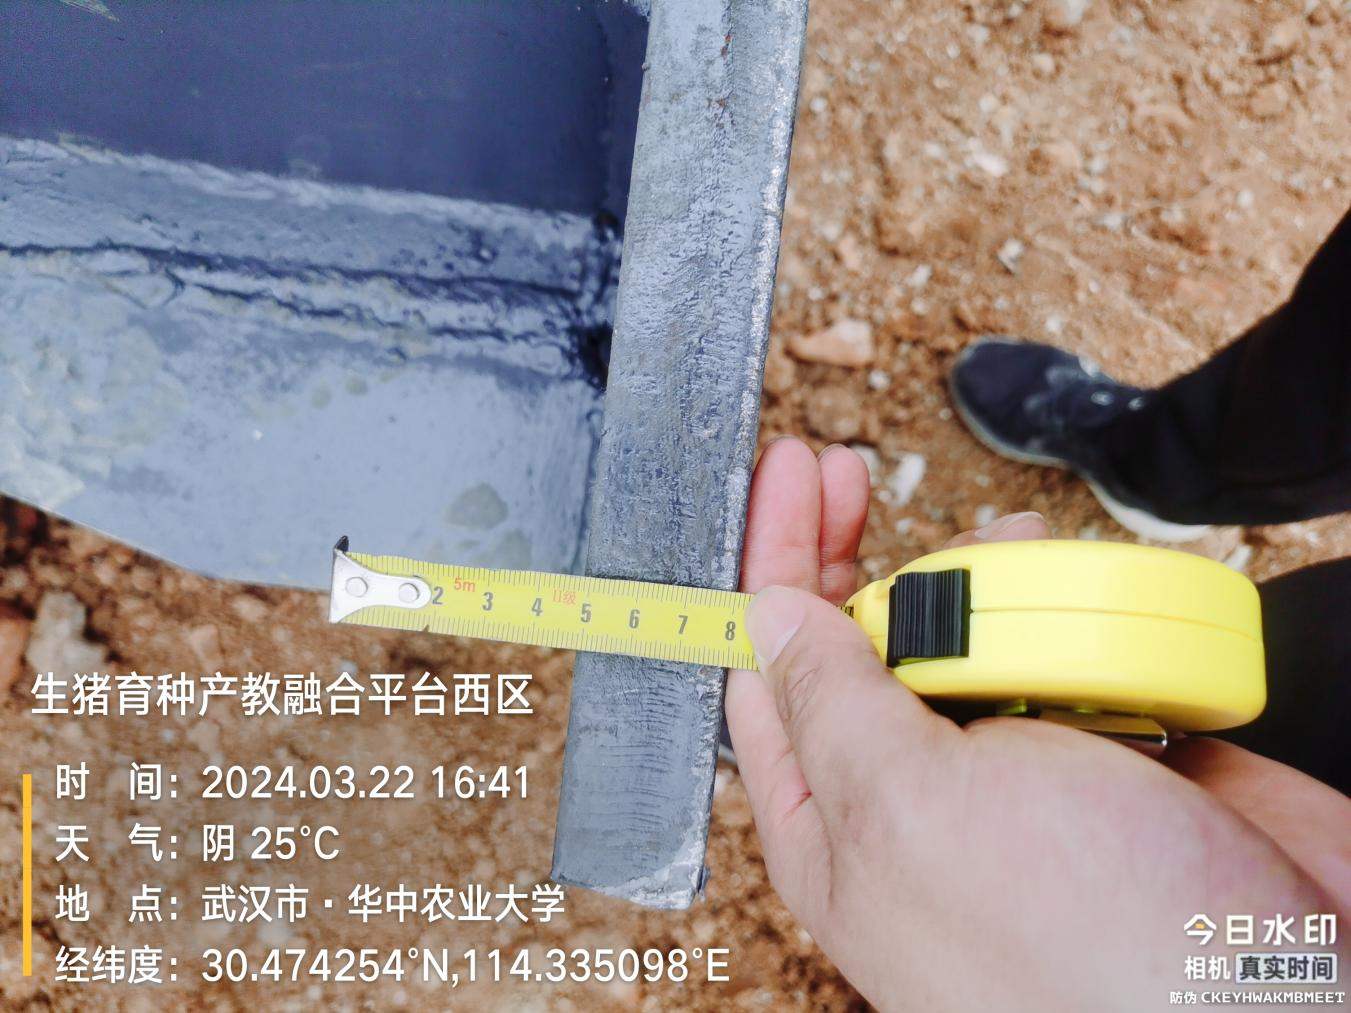 5m
II级
2 3 4 5 6 7 8
生猪育种产教融合平台西区
时 间：2024.03.22 16:41
天 气：阴 25°C
地 点：武汉市·华中农业大学
经纬度：30.474254°N,114.335098°E
今日水印
相机 真实时间
防伪 CKEYHWAKMBMEET